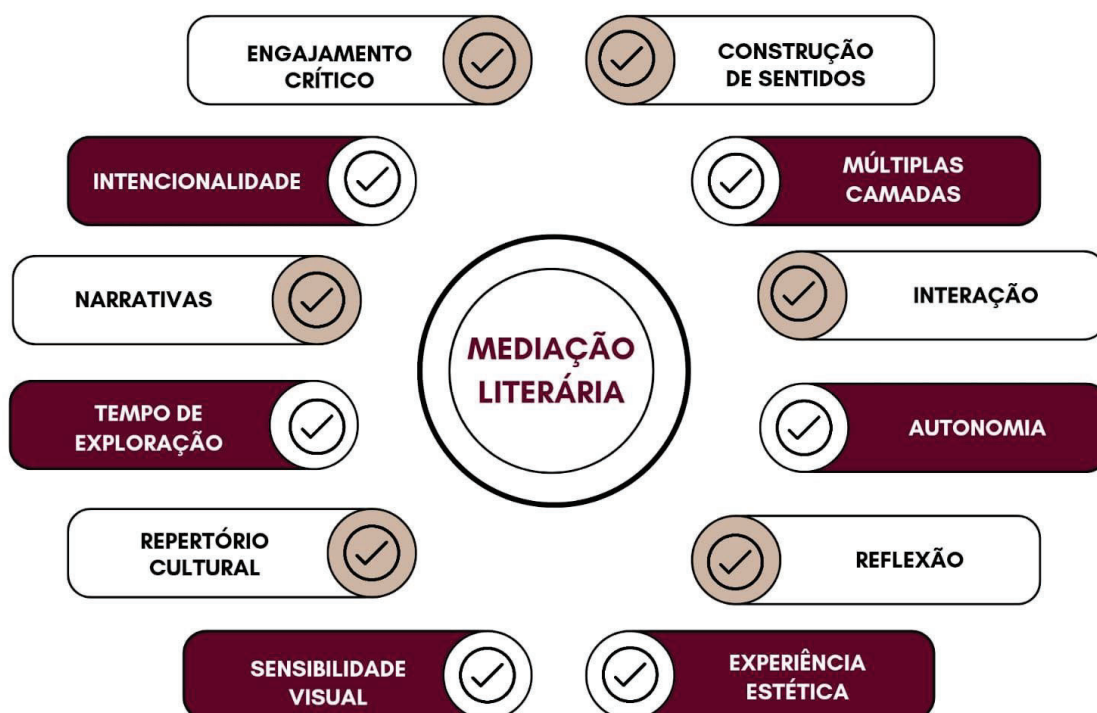 ENGAJAMENTO
CRÍTICO
CONSTRUÇÃO
DE SENTIDOS
INTENCIONALIDADE
MÚLTIPLAS
CAMADAS
NARRATIVAS
INTERAÇÃO
MEDIAÇÃO
LITERÁRIA
TEMPO DE
EXPLORAÇÃO
AUTONOMIA
REPERTÓRIO
CULTURAL
REFLEXÃO
SENSIBILIDADE
VISUAL
EXPERIÊNCIA
ESTÉTICA